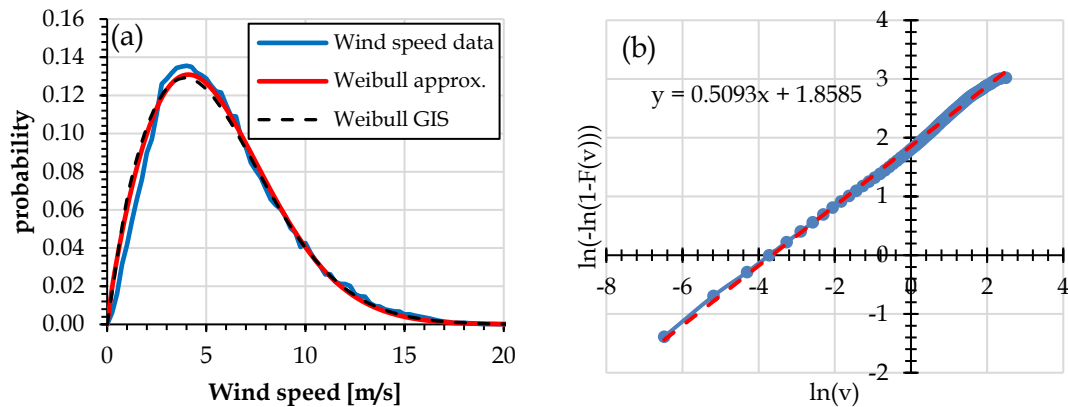 (a)
0.16
0.14
0.12
0.10
0.08
0.06
0.04
0.02
0.00
probability
Wind speed data
Weibull approx.
Weibull GIS
0 5 10 15 20
Wind speed [m/s]
(b)
4
3
2
1
0
-1
-2
y = 0.5093x + 1.8585
ln(-ln(1-F(v)))
-8 -6 -4 -2 0 2 4
ln(v)